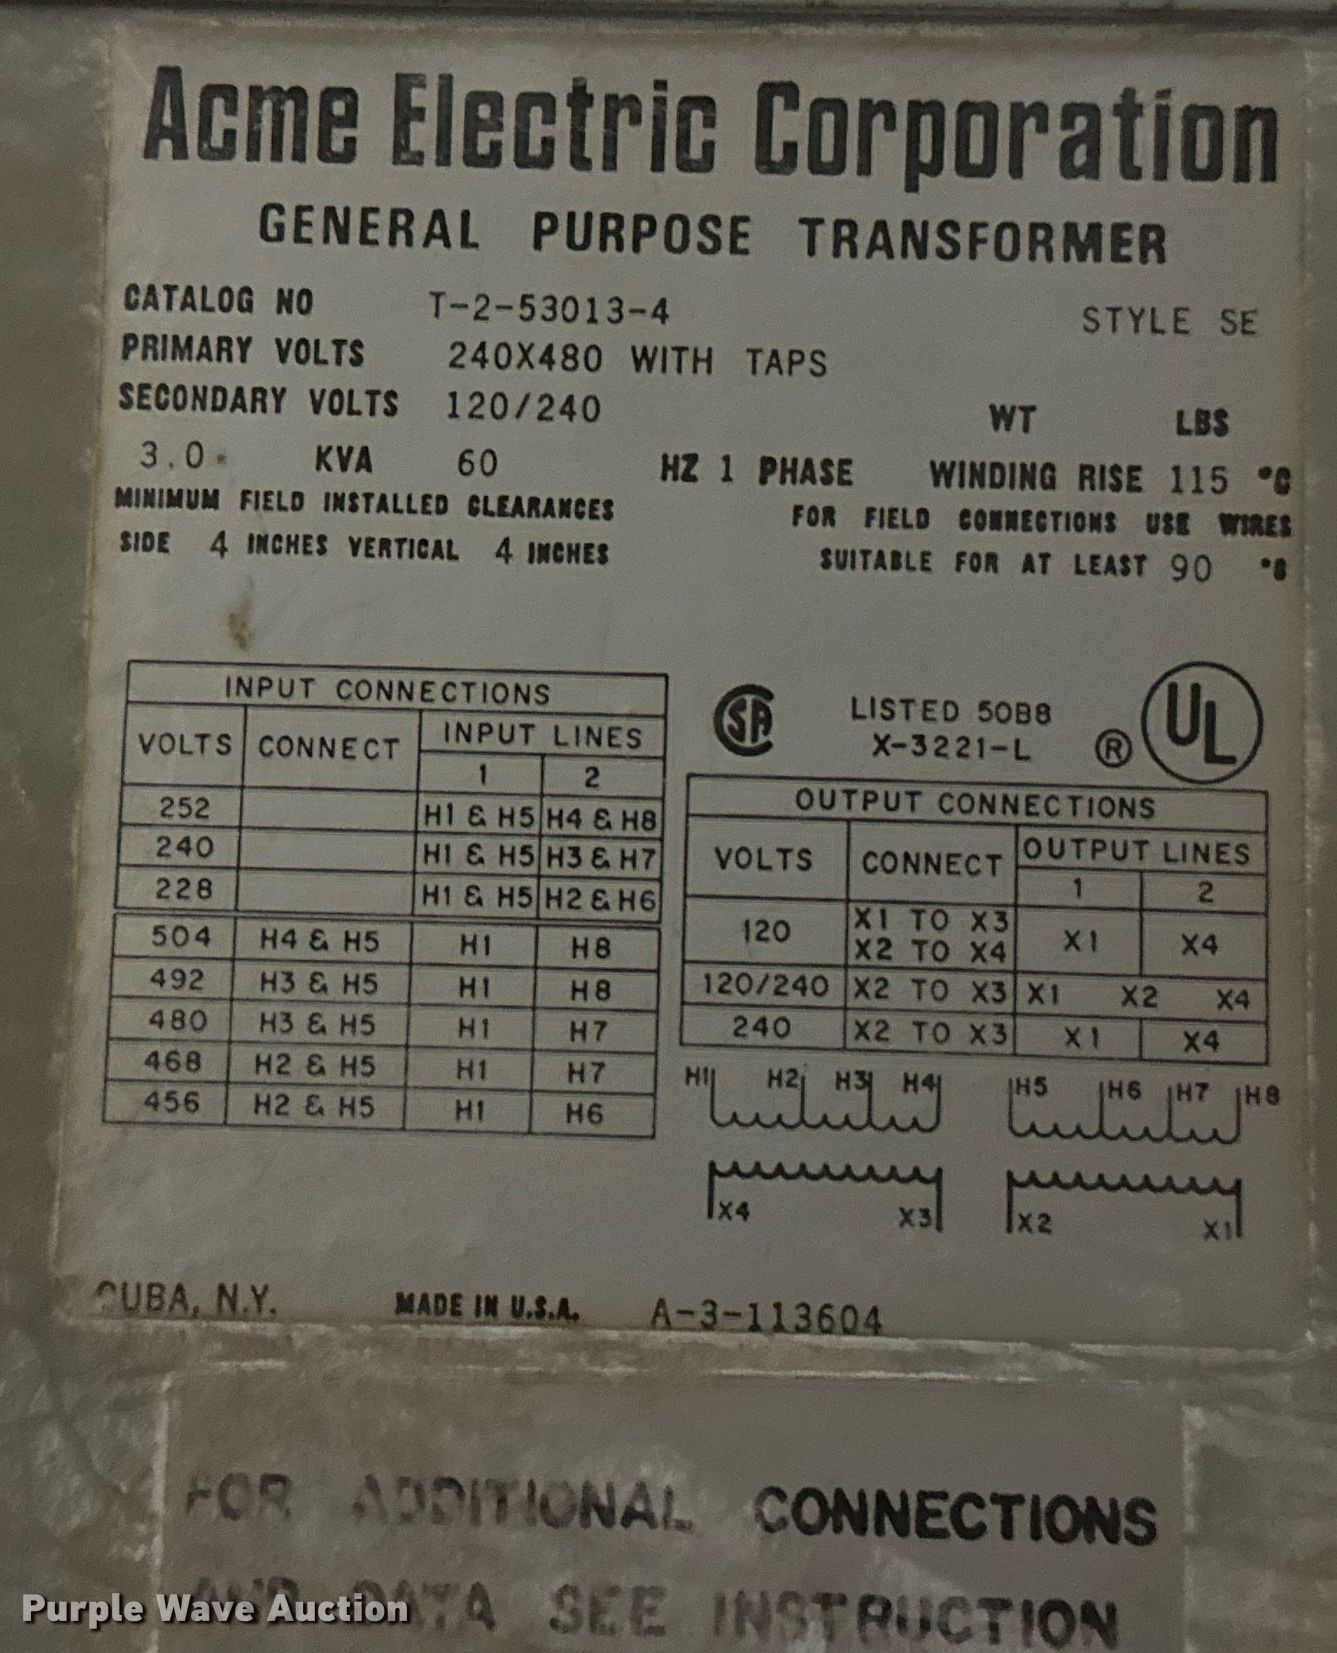 Acme Electric Corporation
GENERAL PURPOSE TRANSFORMER
CATALOG NO T-2-53013-4 STYLE SE
PRIMARY VOLTS 240X480 WITH TAPS
SECONDARY VOLTS 120/240 WT LBS
3.0 KVA 60 HZ 1 PHASE WINDING RISE 115 °C
MINIMUM FIELD INSTALLED CLEARANCES
SIDE 4 INCHES VERTICAL 4 INCHES
FOR FIELD CONNECTIONS USE WIRES
SUITABLE FOR AT LEAST 90 °C
INPUT CONNECTIONS
VOLTS CONNECT INPUT LINES
1 2
252 H1 & H5 H4 & H8
240 H1 & H5 H3 & H7
228 H1 & H5 H2 & H6
504 H4 & H5 H1 H8
492 H3 & H5 H1 H8
480 H3 & H5 H1 H7
468 H2 & H5 H1 H7
456 H2 & H5 H1 H6
SA LISTED 50B8
X-3221-L ® UL
OUTPUT CONNECTIONS
VOLTS CONNECT OUTPUT LINES
1 2
120 X1 TO X3 X1 X4
X2 TO X4
120/240 X2 TO X3 X1 X2 X4
240 X2 TO X3 X1 X4
H1 H2 H3 H4 H5 H6 H7 H8
X4 X3 X2 X1
CUBA, N.Y. MADE IN U.S.A. A-3-113604
FOR ADDITIONAL CONNECTIONS
AND DATA SEE INSTRUCTION
Purple Wave Auction